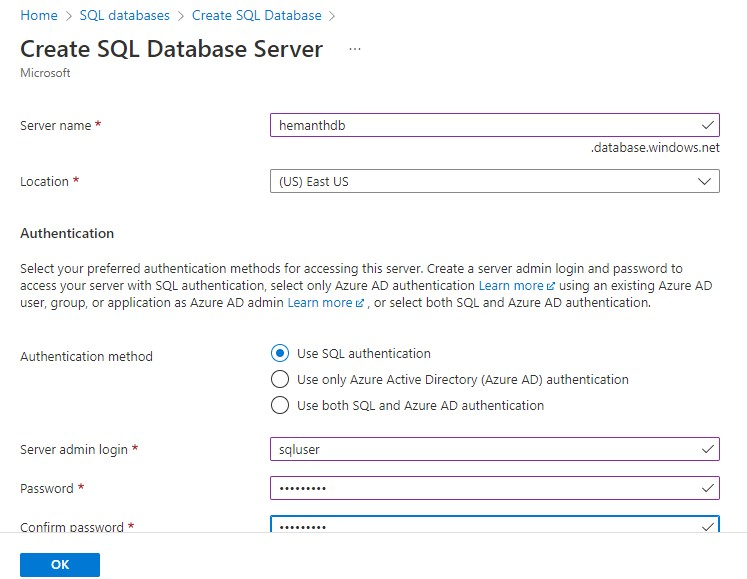 Home > SQL databases > Create SQL Database >
Create SQL Database Server ...
Microsoft
Server name * hemanthdb
.database.windows.net
Location * (US) East US
Authentication
Select your preferred authentication methods for accessing this server. Create a server admin login and password to
access your server with SQL authentication, select only Azure AD authentication Learn more using an existing Azure AD
user, group, or application as Azure AD admin Learn more , or select both SQL and Azure AD authentication.
Authentication method
Use SQL authentication
Use only Azure Active Directory (Azure AD) authentication
Use both SQL and Azure AD authentication
Server admin login * sqluser
Password * •••••••••
Confirm password * •••••••••
OK